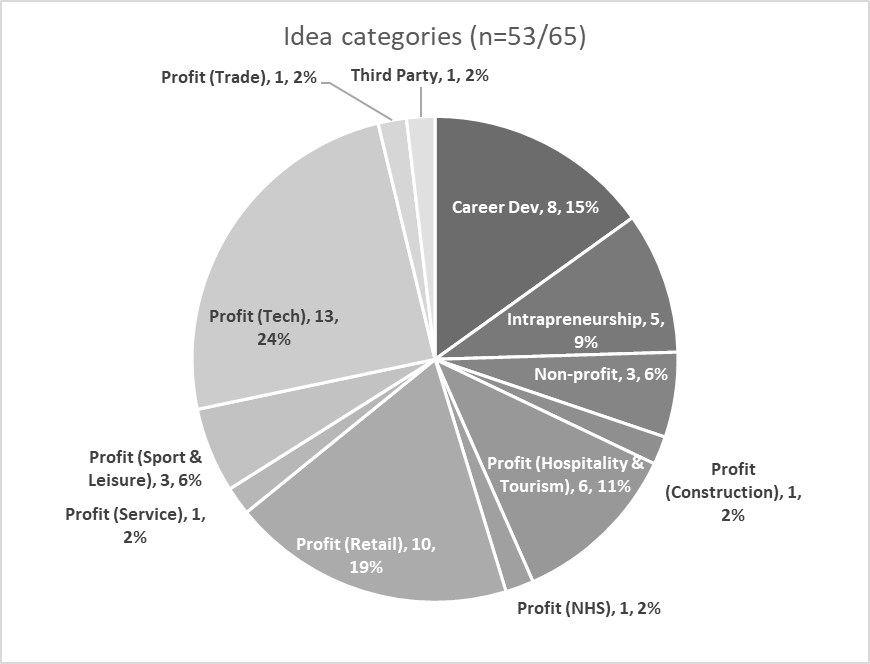 Idea categories (n=53/65)
Profit (Trade), 1, 2%
Third Party, 1, 2%
Career Dev, 8, 15%
Intrapreneurship, 5,
9%
Non-profit, 3, 6%
Profit
(Construction), 1,
2%
Profit (Hospitality &
Tourism), 6, 11%
Profit (NHS), 1, 2%
Profit (Retail), 10,
19%
Profit (Service), 1,
2%
Profit (Sport &
Leisure), 3, 6%
Profit (Tech), 13,
24%